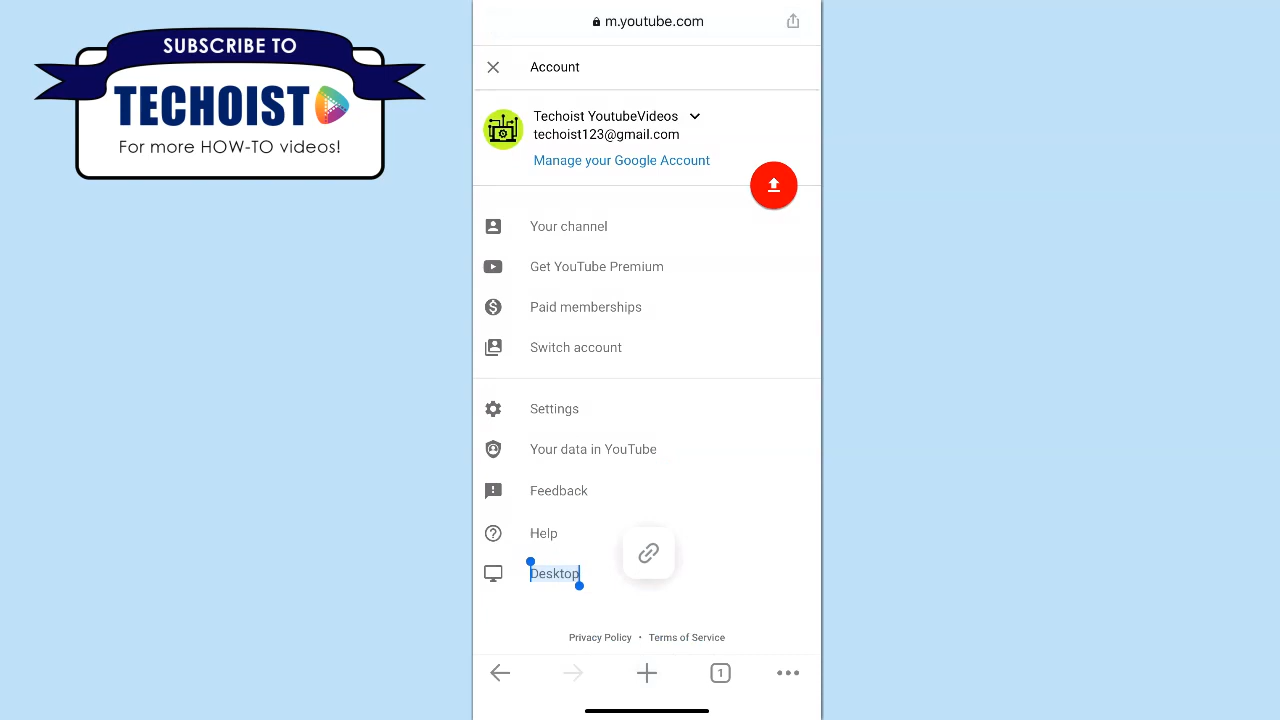 SUBSCRIBE TO
TECHOIST
For more HOW-TO videos!
m.youtube.com
Account
Techoist YoutubeVideos
techoist123@gmail.com
Manage your Google Account
Your channel
Get YouTube Premium
Paid memberships
Switch account
Settings
Your data in YouTube
Feedback
Help
Desktop
Privacy Policy • Terms of Service
1